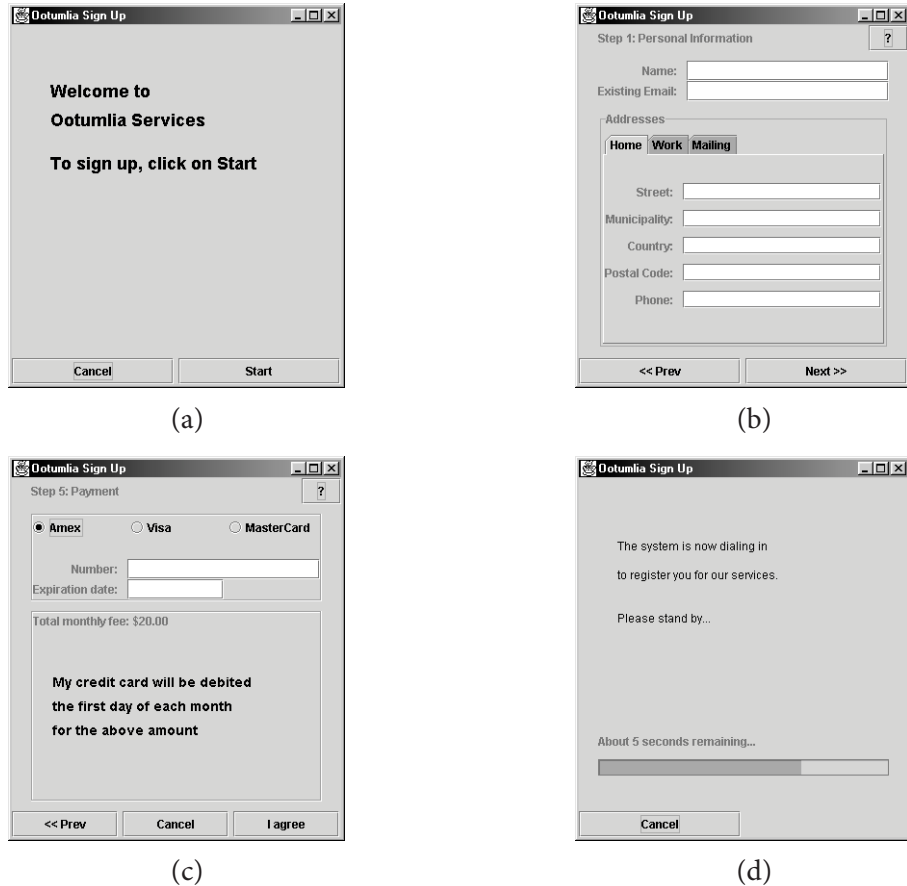 Ootumlia Sign Up
Welcome to
Ootumlia Services
To sign up, click on Start
Cancel Start
(a)
Ootumlia Sign Up
Step 1: Personal Information ?
Name:
Existing Email:
Addresses
Home Work Mailing
Street:
Municipality:
Country:
Postal Code:
Phone:
<< Prev Next >>
(b)
Ootumlia Sign Up
Step 5: Payment ?
Amex Visa MasterCard
Number:
Expiration date:
Total monthly fee: $20.00
My credit card will be debited
the first day of each month
for the above amount
<< Prev Cancel I agree
(c)
Ootumlia Sign Up
The system is now dialing in
to register you for our services.
Please stand by...
About 5 seconds remaining...
Cancel
(d)